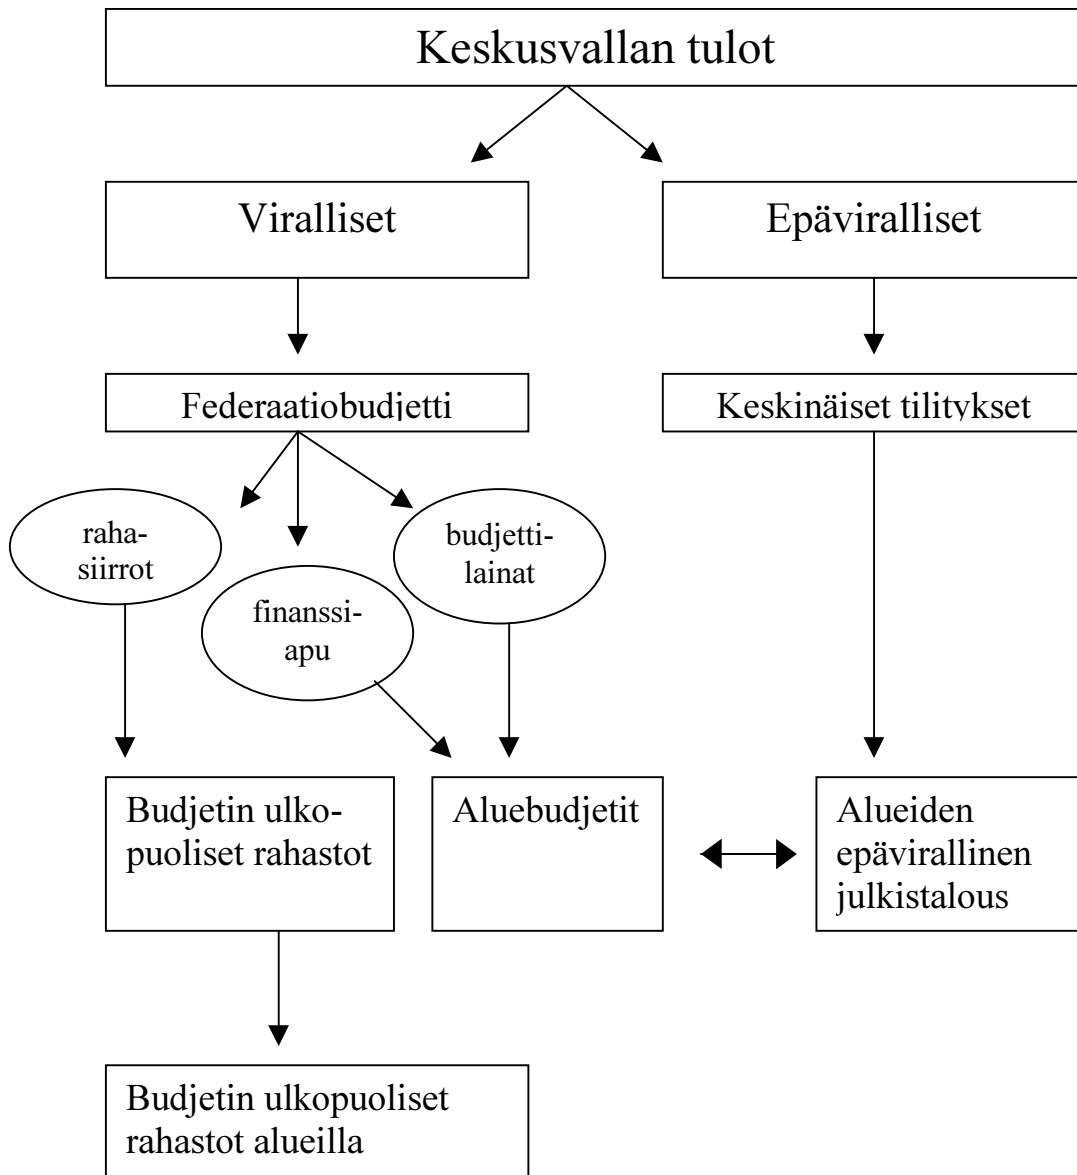 Keskusvallan tulot
Viralliset
Epäviralliset
Federaatiobudjetti
Keskinäiset tilitykset
raha-
siirrot
finanssi-
apu
budjetti-
lainat
Budjetin ulko-
puoliset rahastot
Aluebudjetit
Alueiden
epävirallinen
julkistalous
Budjetin ulkopuoliset
rahastot alueilla